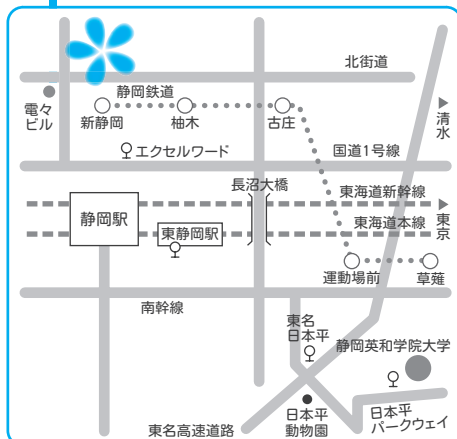 北街道
静岡鉄道
電々
ビル
新静岡
柚木
古庄
清水
エクセルワード
国道1号線
長沼大橋
東海道新幹線
静岡駅
東海道本線
東京
東静岡駅
運動場前
草薙
南幹線
東名
日本平
静岡英和学院大学
日本平
動物園
日本平
パークウェイ
東名高速道路